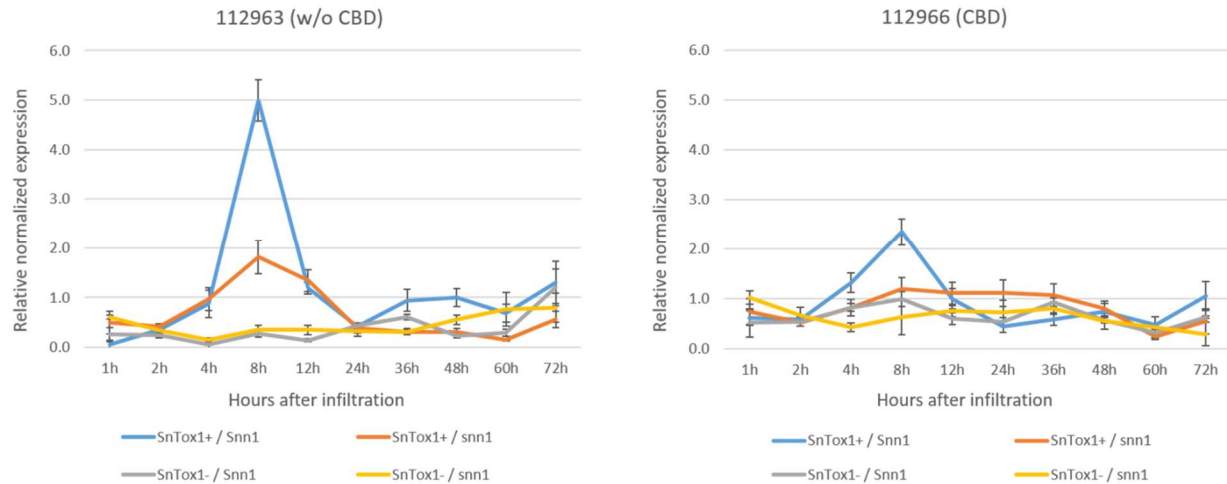 112963 (w/o CBD)
Relative normalized expression
6.0
5.0
4.0
3.0
2.0
1.0
0.0
1h 2h 4h 8h 12h 24h 36h 48h 60h 72h
Hours after infiltration
SnTox1+ / Snn1 SnTox1+ / snn1
SnTox1- / Snn1 SnTox1- / snn1
112966 (CBD)
Relative normalized expression
6.0
5.0
4.0
3.0
2.0
1.0
0.0
1h 2h 4h 8h 12h 24h 36h 48h 60h 72h
Hours after infiltration
SnTox1+ / Snn1 SnTox1+ / snn1
SnTox1- / Snn1 SnTox1- / snn1